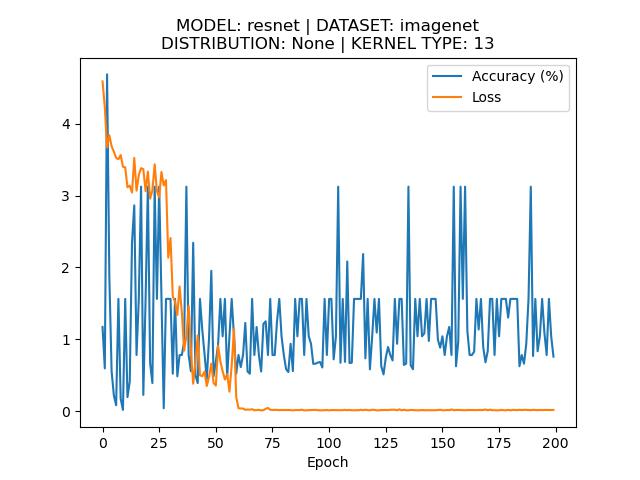 MODEL: resnet | DATASET: imagenet
DISTRIBUTION: None | KERNEL TYPE: 13
Accuracy (%)
Loss
4
3
2
1
0
0 25 50 75 100 125 150 175 200
Epoch